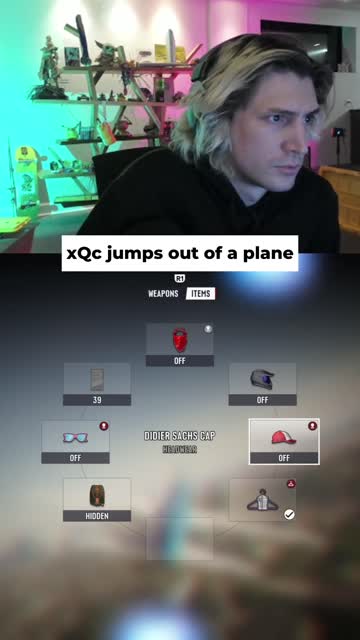 xQc jumps out of a plane
R1
WEAPONS ITEMS
OFF
39
OFF
OFF
DIDIER SACHS CAP
HEADWEAR
OFF
HIDDEN